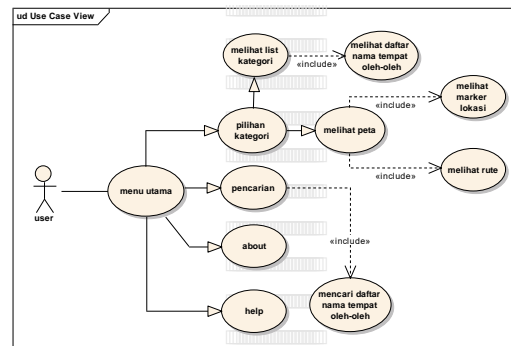 ud Use Case View
melihat list
kategori
melihat daftar
nama tempat
oleh-oleh
«include»
melihat
marker
lokasi
«include»
pilihan
kategori
melihat peta
melihat rute
«include»
user
menu utama
pencarian
«include»
about
help
mencari daftar
nama tempat
oleh-oleh